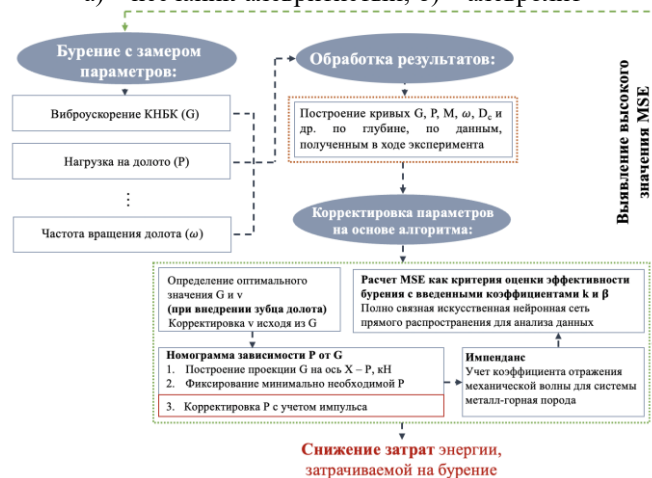 Бурение с замером
параметров:
Виброускорение КНБК (G)
Нагрузка на долото (P)
⋮
Частота вращения долота (ω)
Обработка результатов:
Построение кривых G, P, M, ω, Dc и
др. по глубине, по данным,
полученным в ходе эксперимента
Корректировка параметров
на основе алгоритма:
Выявление высокого
значения MSE
Определение оптимального
значения G и v
(при внедрении зубца долота)
Корректировка v исходя из G
Расчет MSE как критерия оценки эффективности
бурения с введенными коэффициентами k и β
Полно связная искусственная нейронная сеть
прямого распространения для анализа данных
Номограмма зависимости P от G
1. Построение проекции G на ось X – P, кН
2. Фиксирование минимально необходимой P
3. Корректировка P с учетом импульса
Импенданс
Учет коэффициента отражения
механической волны для системы
металл-горная порода
Снижение затрат энергии,
затрачиваемой на бурение